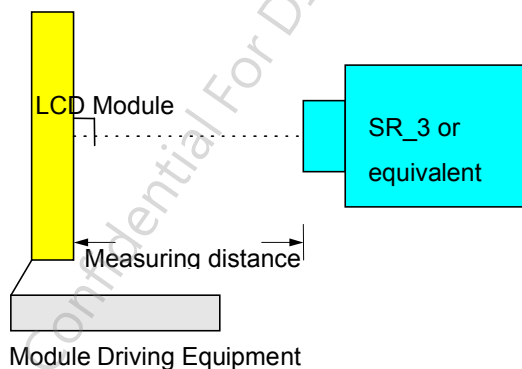 LCD Module
SR_3 or
equivalent
Measuring distance
Module Driving Equipment
Confidential For